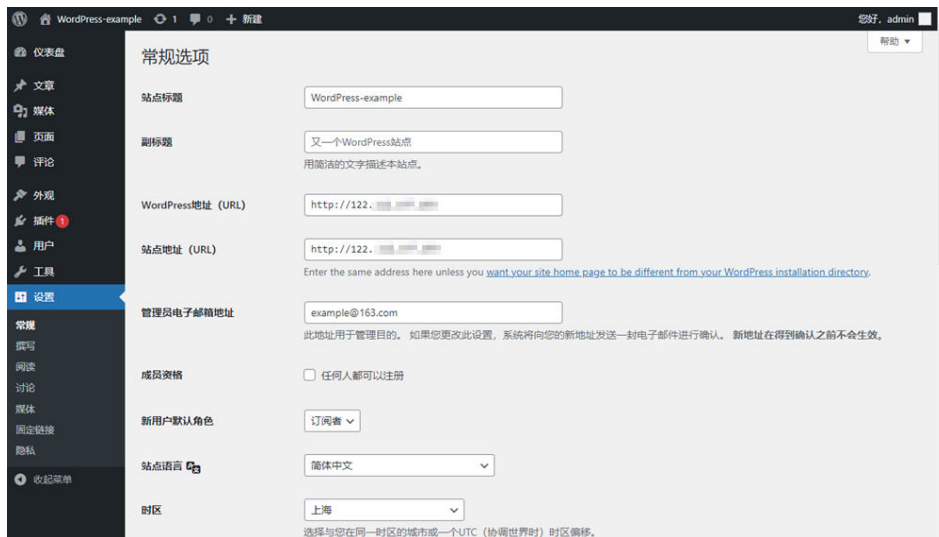 WordPress-example 1 0 新建 您好，admin
帮助
仪表盘
文章
媒体
页面
评论
外观
插件 1
用户
工具
设置
常规
撰写
阅读
讨论
媒体
固定链接
隐私
收起菜单
常规选项
站点标题 WordPress-example
副标题 又一个WordPress站点
用简洁的文字描述本站点。
WordPress地址（URL） http://122.
站点地址（URL） http://122.
Enter the same address here unless you want your site home page to be different from your WordPress installation directory.
管理员电子邮箱地址 example@163.com
此地址用于管理目的。 如果您更改此设置，系统将向您的新地址发送一封电子邮件进行确认。 新地址在得到确认之前不会生效。
成员资格 任何人都可以注册
新用户默认角色 订阅者
站点语言 简体中文
时区 上海
选择与您在同一时区的城市或一个UTC（协调世界时）时区偏移。